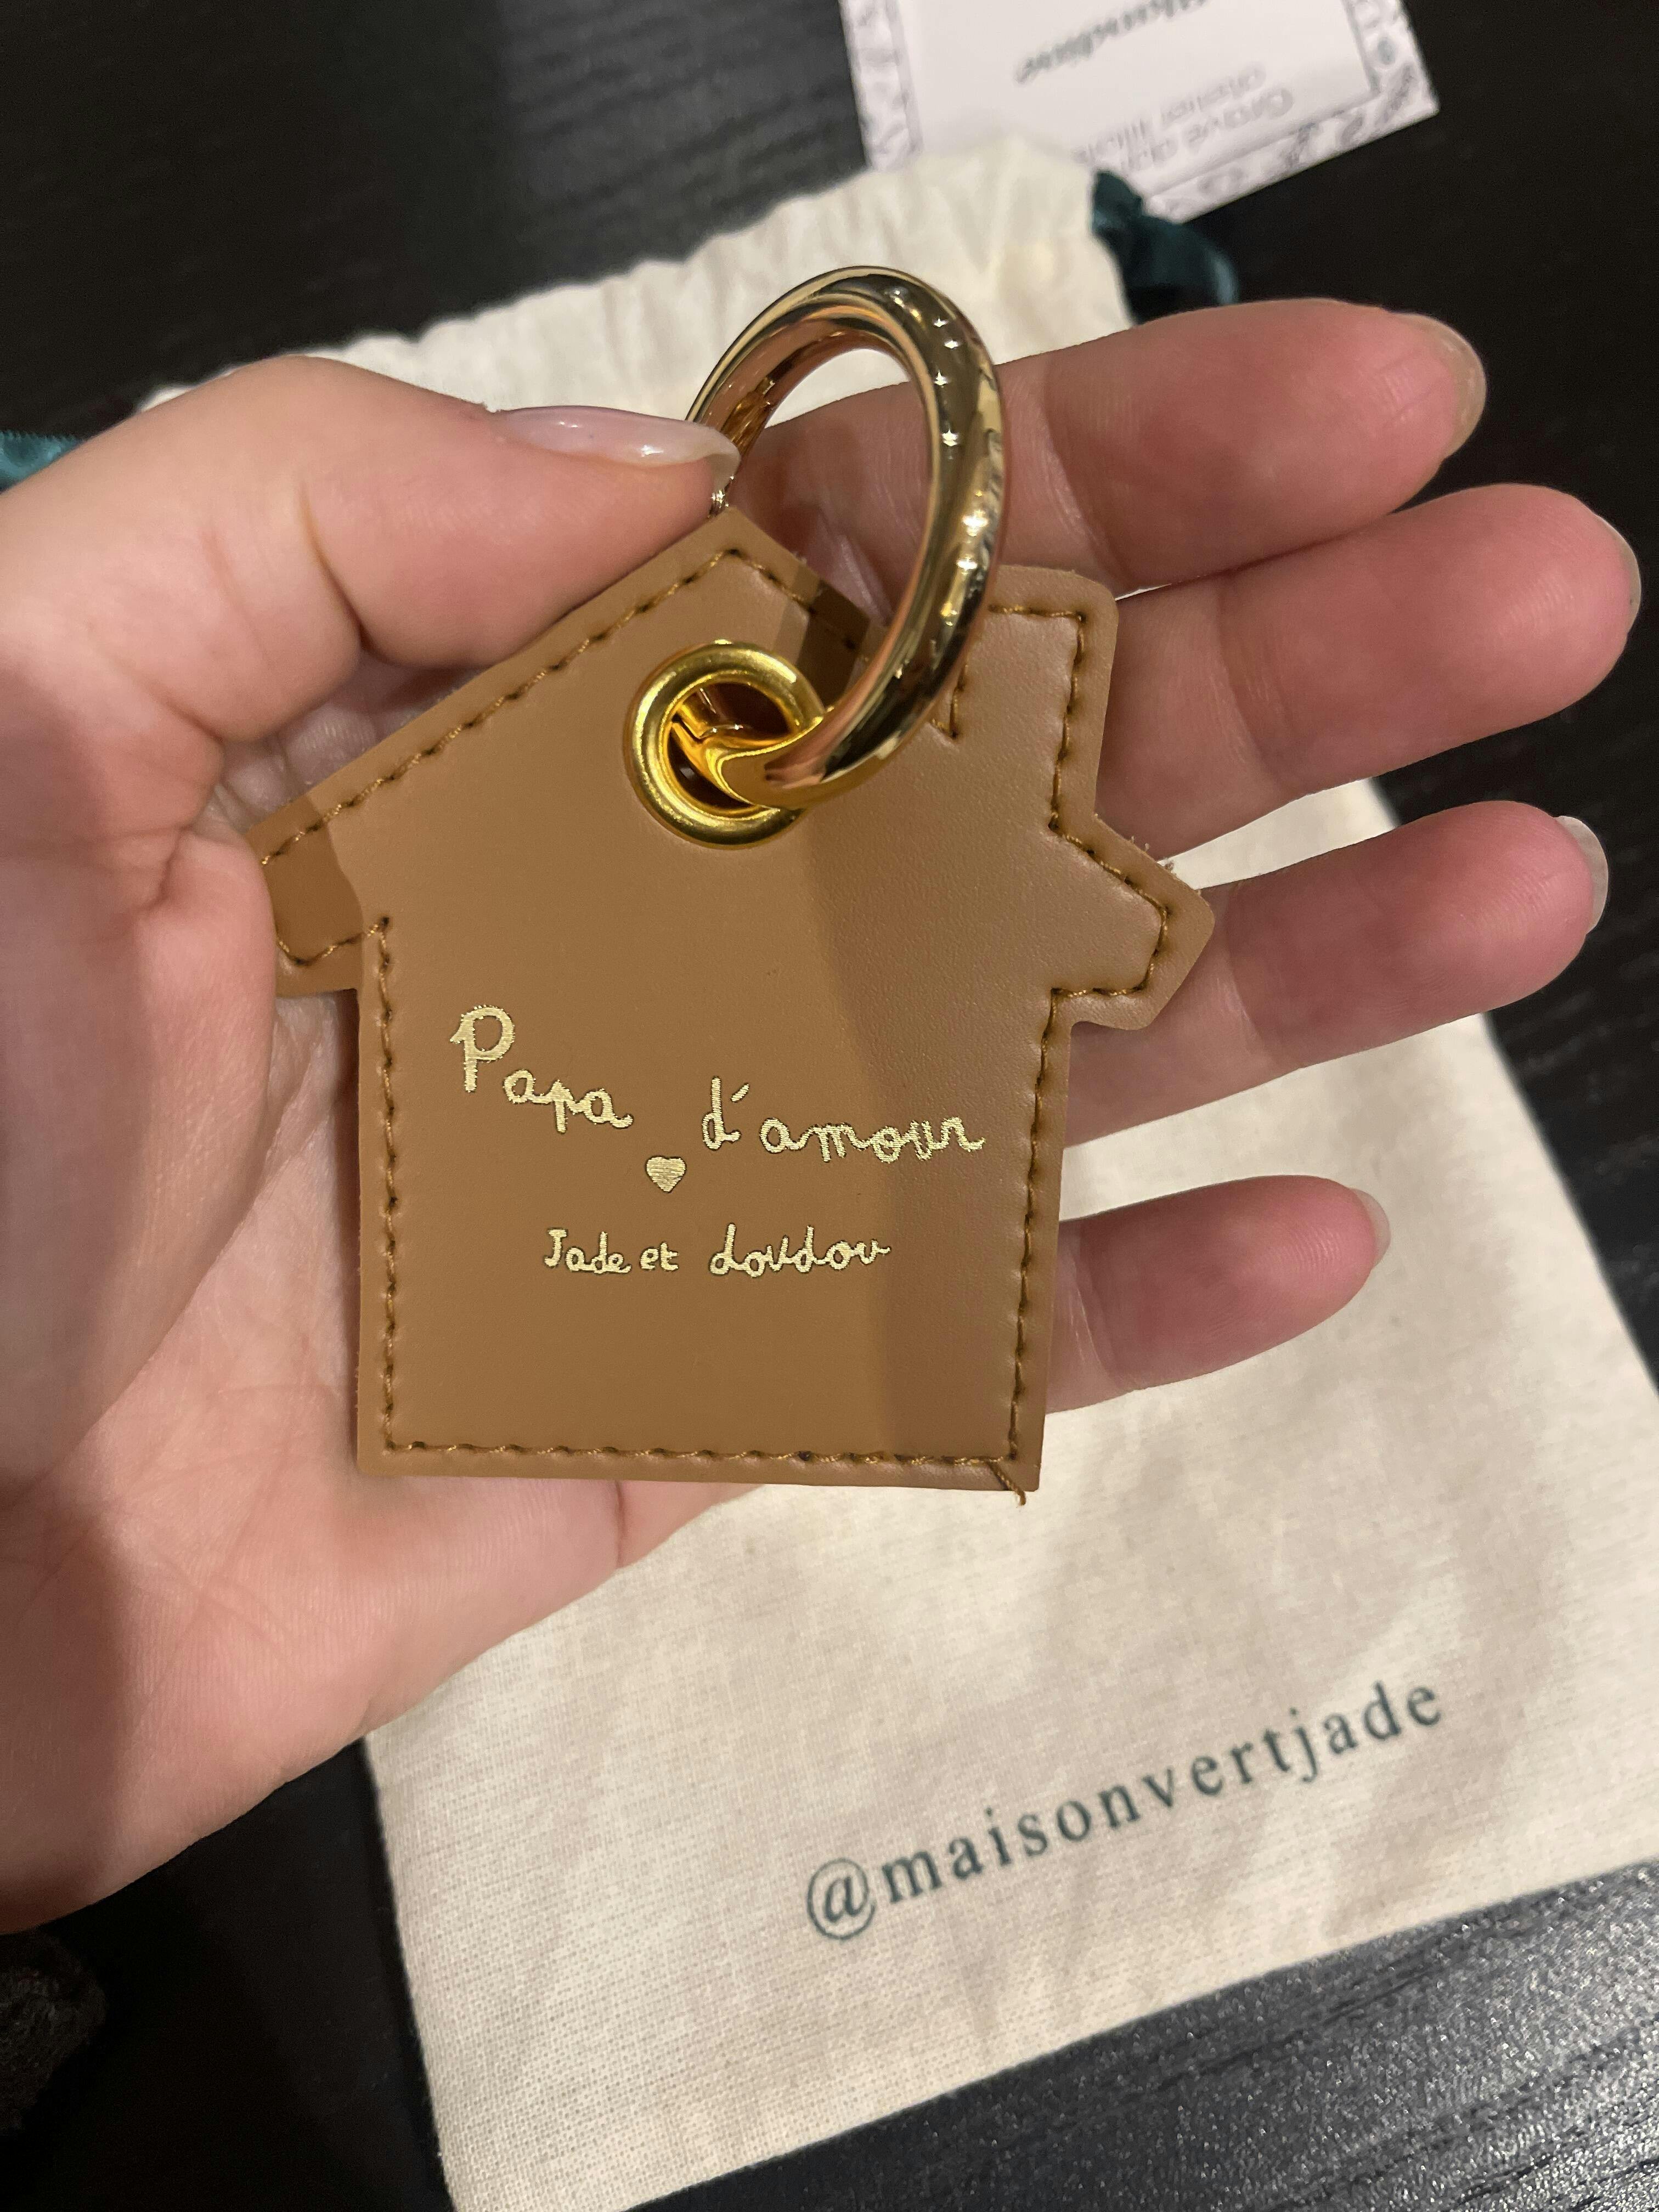 Papa d'amour
Jade et doudou
@maisonvertjade